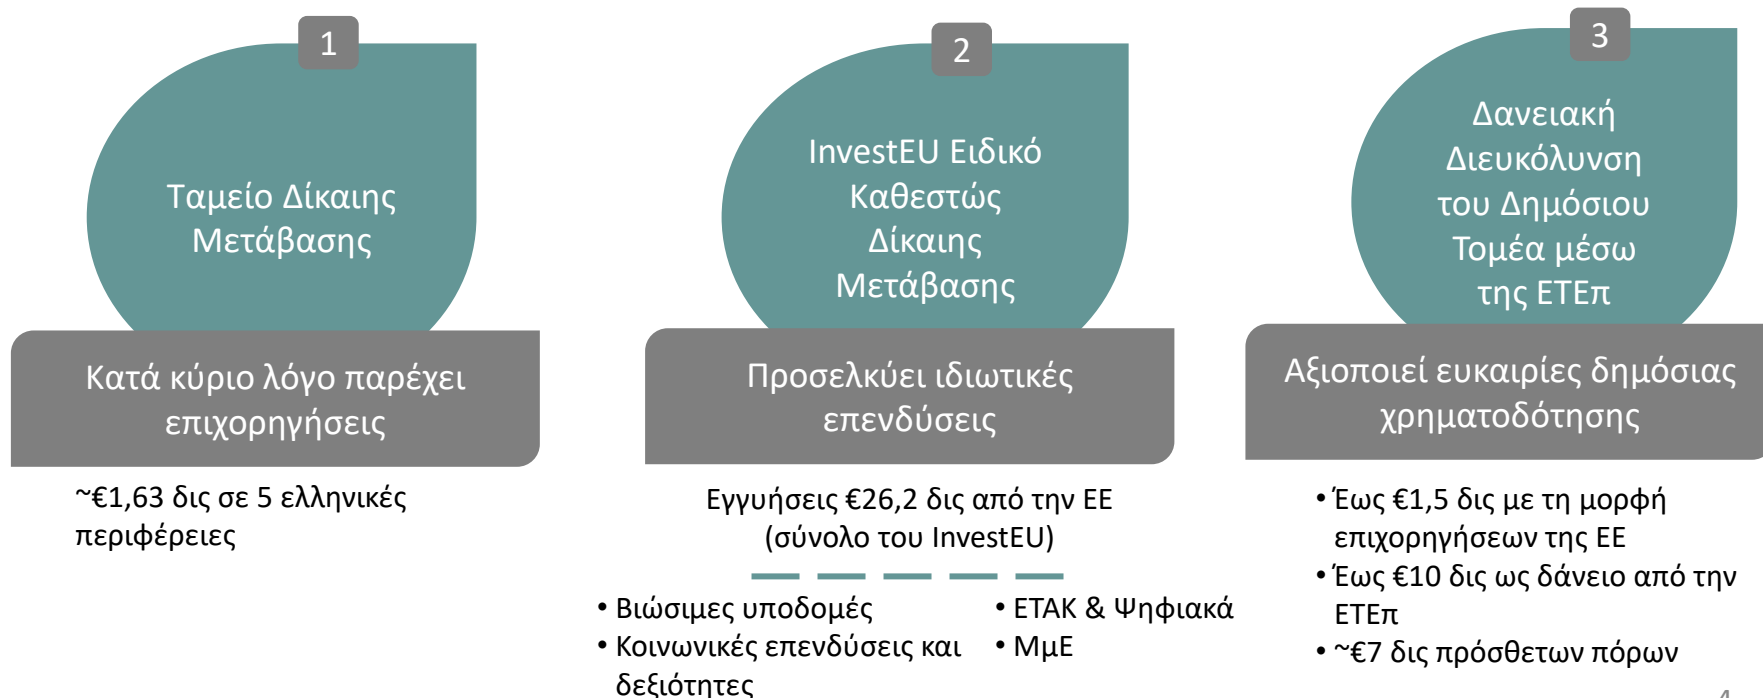 1
Ταμείο Δίκαιης
Μετάβασης
Κατά κύριο λόγο παρέχει
επιχορηγήσεις
~€1,63 δις σε 5 ελληνικές
περιφέρειες
2
InvestEU Ειδικό
Καθεστώς
Δίκαιης
Μετάβασης
Προσελκύει ιδιωτικές
επενδύσεις
Εγγυήσεις €26,2 δις από την ΕΕ
(σύνολο του InvestEU)
• Βιώσιμες υποδομές
• Κοινωνικές επενδύσεις και
δεξιότητες
• ΕΤΑΚ & Ψηφιακά
• ΜμΕ
3
Δανειακή
Διευκόλυνση
του Δημόσιου
Τομέα μέσω
της ΕΤΕπ
Αξιοποιεί ευκαιρίες δημόσιας
χρηματοδότησης
• Έως €1,5 δις με τη μορφή
επιχορηγήσεων της ΕΕ
• Έως €10 δις ως δάνειο από την
ΕΤΕπ
• ~€7 δις πρόσθετων πόρων
4